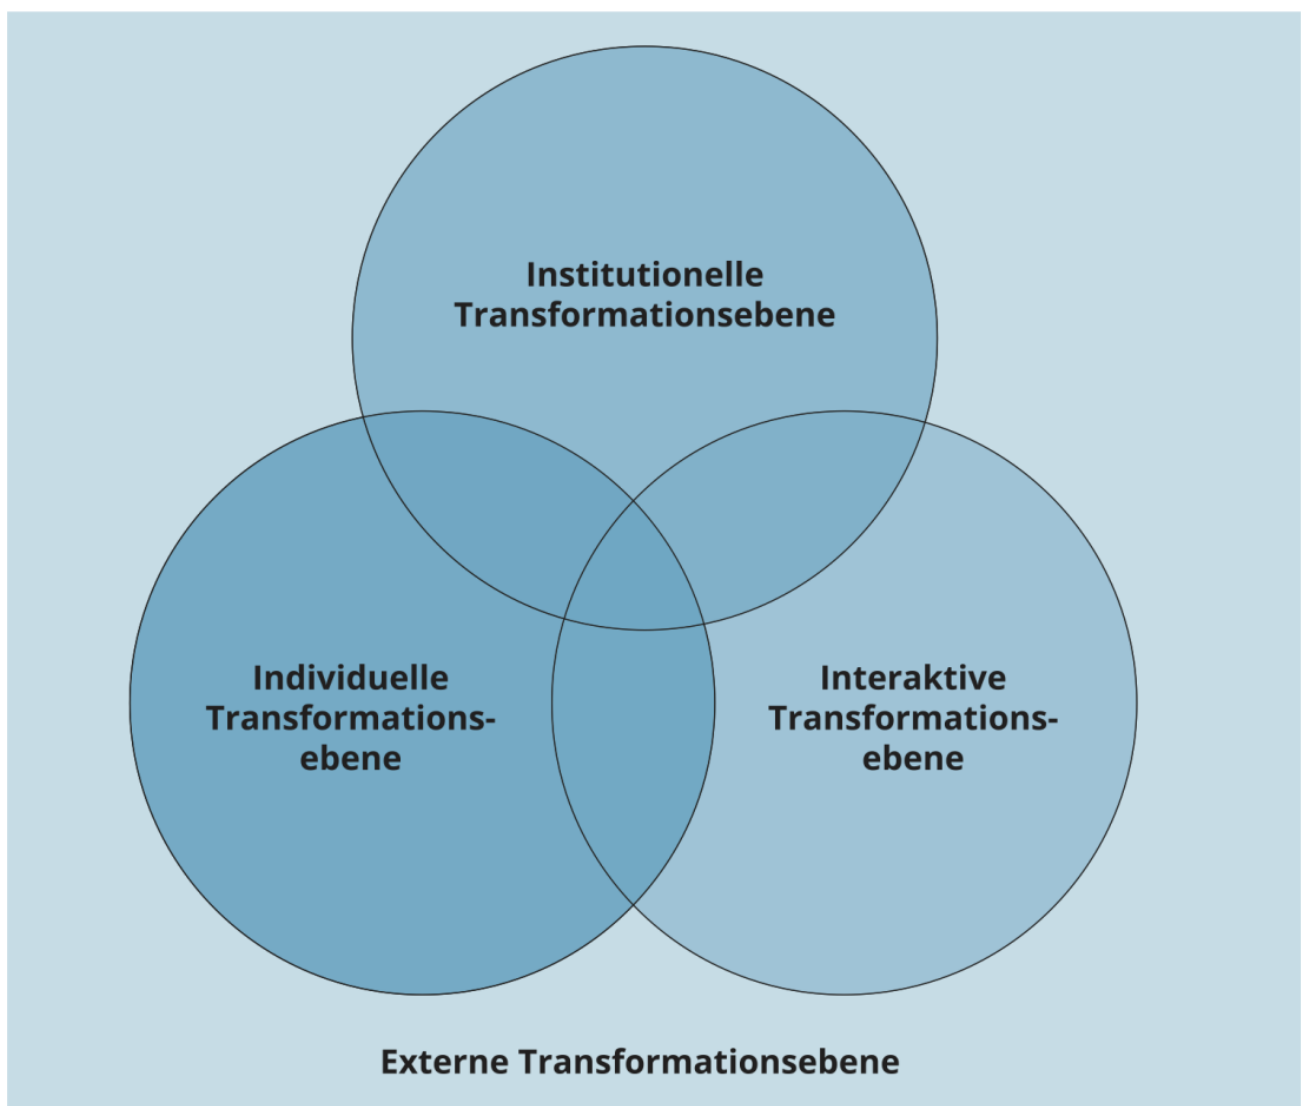 Institutionelle
Transformationsebene
Individuelle
Transformations-
ebene
Interaktive
Transformations-
ebene
Externe Transformationsebene